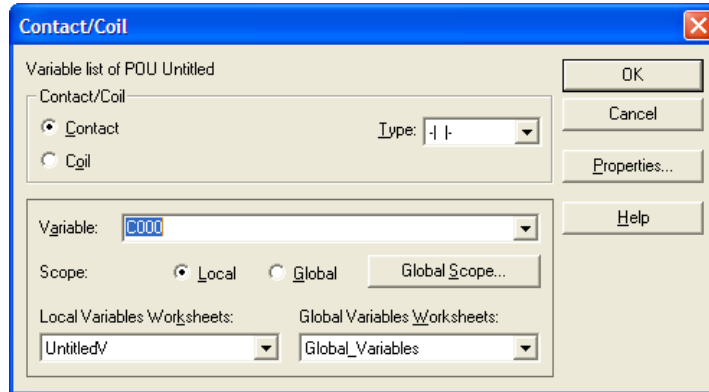 Contact/Coil
Variable list of POU Untitled
Contact/Coil
Contact
Coil
Type: -| |-
OK
Cancel
Properties...
Help
Variable: C000
Scope: Local Global Global Scope...
Local Variables Worksheets: Global Variables Worksheets:
UntitledV Global_Variables